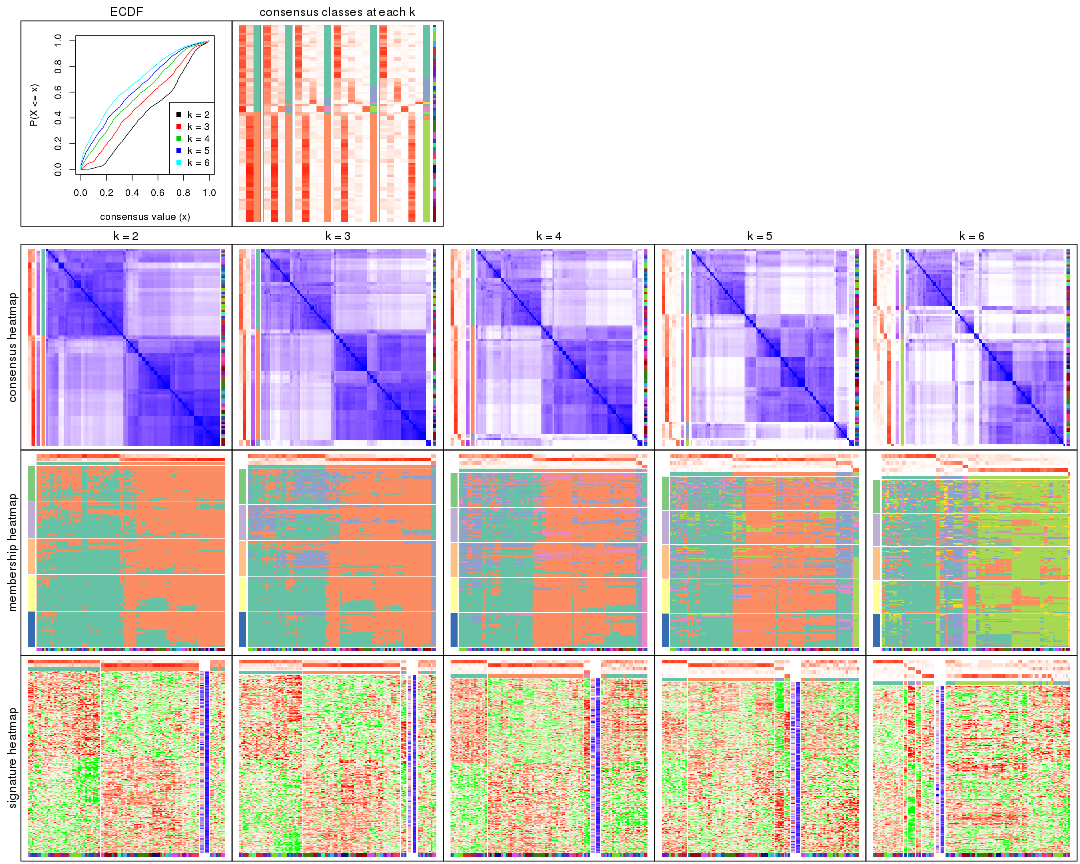 ECDF
consensus classes at each k
P(X <= x)
0.0 0.2 0.4 0.6 0.8 1.0
k = 2
k = 3
k = 4
k = 5
k = 6
0.0 0.2 0.4 0.6 0.8 1.0
consensus value (x)
k = 2
k = 3
k = 4
k = 5
k = 6
consensus heatmap
membership heatmap
signature heatmap